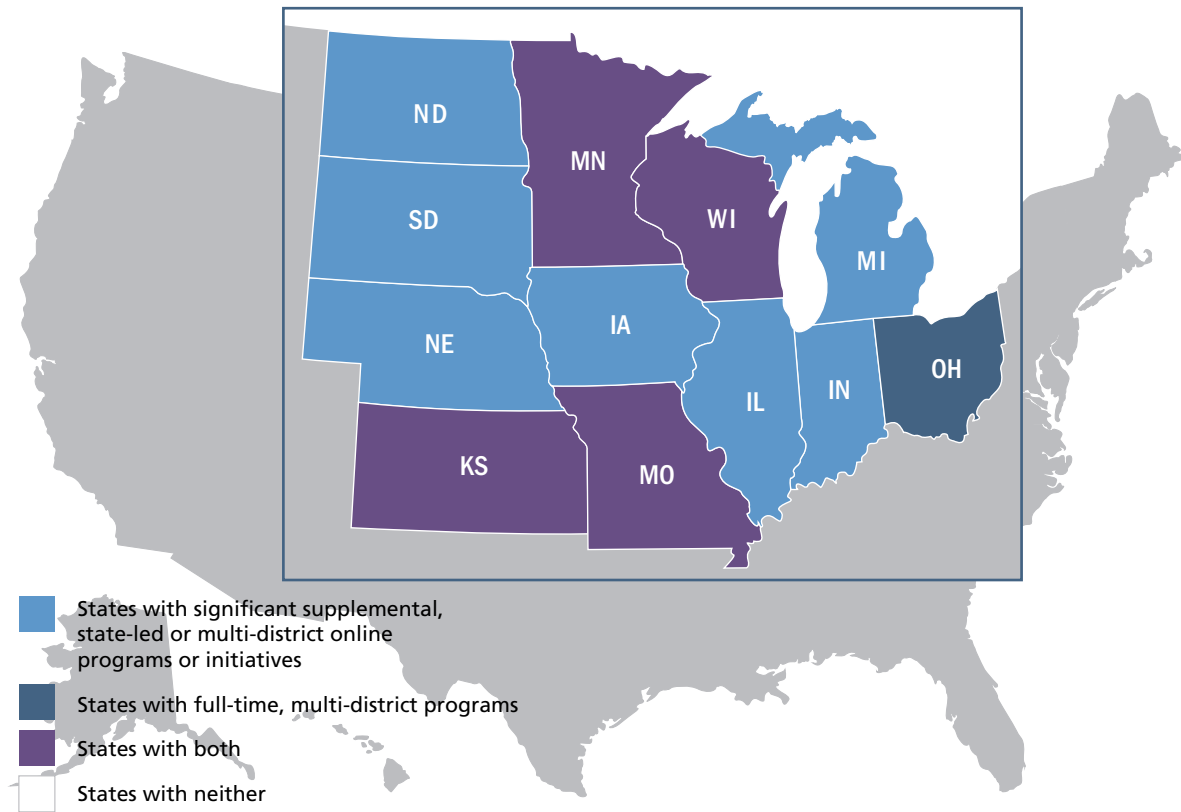 ND
MN
SD
WI
MI
NE
IA
IL
IN
OH
KS
MO
States with significant supplemental,
state-led or multi-district online
programs or initiatives
States with full-time, multi-district programs
States with both
States with neither